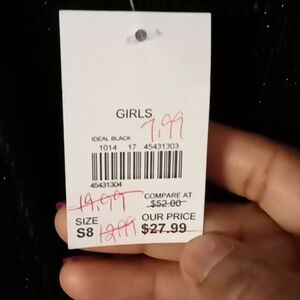 GIRLS
7.99
IDEAL BLACK
1014 17 45431303
45431304
19.99 COMPARE AT
$52.00
SIZE OUR PRICE
S8 12.99 $27.99